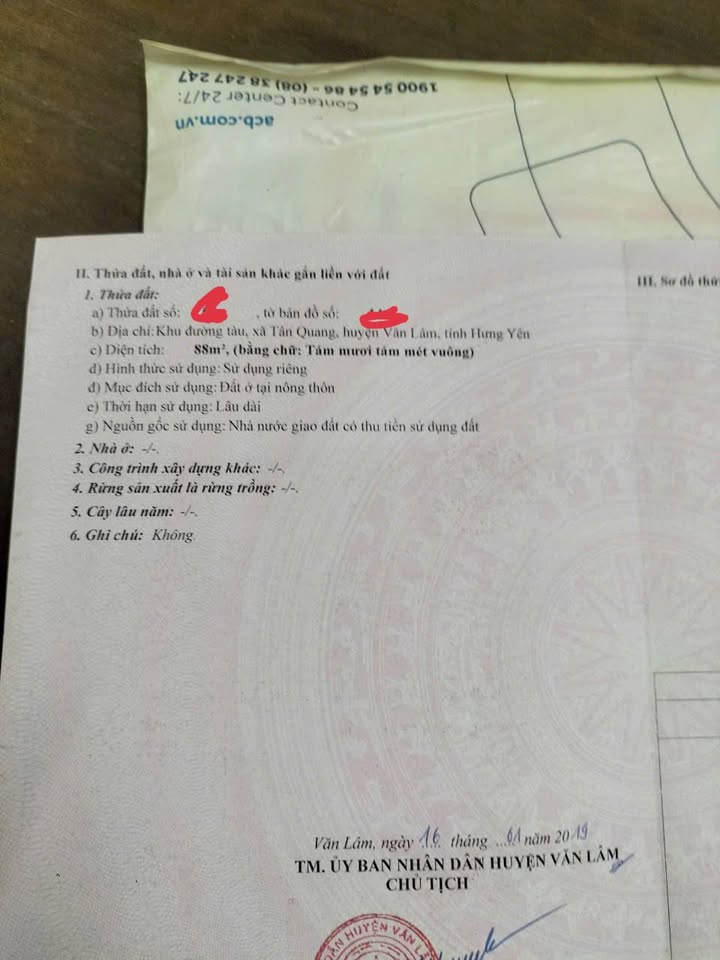 acb.com.vn
Contact Center 24/7:
1900 54 54 86 - (08) 38 247 247
II. Thửa đất, nhà ở và tài sản khác gắn liền với đất
III. Sơ đồ thử
1. Thửa đất:
a) Thửa đất số: , tờ bản đồ số:
b) Địa chỉ: Khu đường tàu, xã Tân Quang, huyện Văn Lâm, tỉnh Hưng Yên
c) Diện tích: 88m², (bằng chữ: Tám mươi tám mét vuông)
d) Hình thức sử dụng: Sử dụng riêng
đ) Mục đích sử dụng: Đất ở tại nông thôn
e) Thời hạn sử dụng: Lâu dài
g) Nguồn gốc sử dụng: Nhà nước giao đất có thu tiền sử dụng đất
2. Nhà ở: -/-.
3. Công trình xây dựng khác: -/-.
4. Rừng sản xuất là rừng trồng: -/-.
5. Cây lâu năm: -/-.
6. Ghi chú: Không.
Văn Lâm, ngày 16 tháng 01 năm 2019
TM. ỦY BAN NHÂN DÂN HUYỆN VĂN LÂM
CHỦ TỊCH
DÂN HUYỆN VĂN LÂ